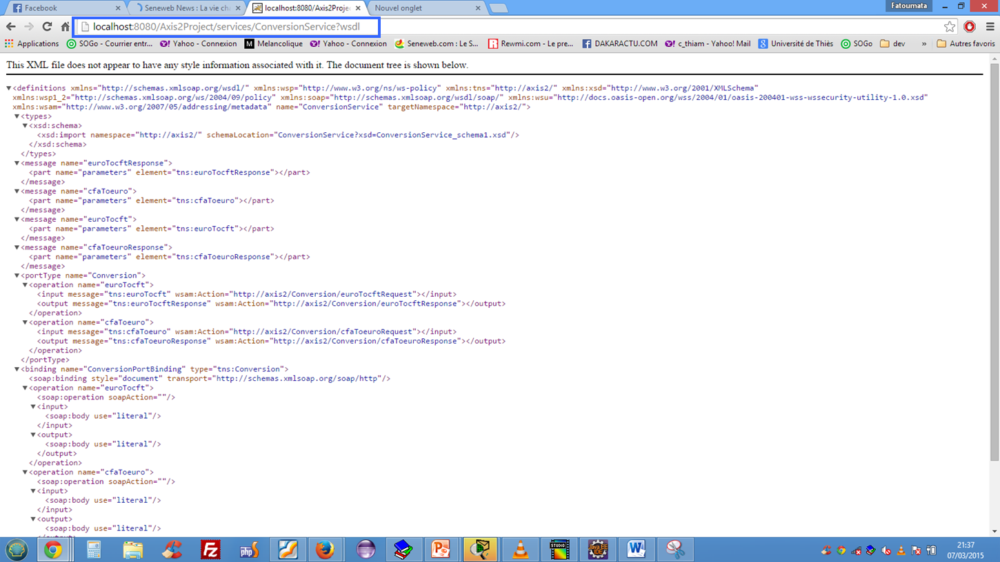 Facebook
Seneweb News : La vie cha
localhost:8080/Axis2Proje
Nouvel onglet
Fatoumata
localhost:8080/Axis2Project/services/ConversionService?wsdl
Applications
SOGo - Courrier entr...
Yahoo - Connexion
Melancolique
Yahoo - Connexion
Seneweb.com : Le S...
Rewmi.com - Le pre...
DAKARACTU.COM
c_thiam - Yahoo! Mail
Université de Thiès
SOGo
dev
»
Autres favoris
This XML file does not appear to have any style information associated with it. The document tree is shown below.
▼<definitions xmlns="http://schemas.xmlsoap.org/wsdl/" xmlns:wsp="http://www.w3.org/ns/ws-policy" xmlns:tns="http://axis2/" xmlns:xsd="http://www.w3.org/2001/XMLSchema"
xmlns:wsp1_2="http://schemas.xmlsoap.org/ws/2004/09/policy" xmlns:soap="http://schemas.xmlsoap.org/wsdl/soap/" xmlns:wsu="http://docs.oasis-open.org/wss/2004/01/oasis-200401-wss-wssecurity-utility-1.0.xsd"
xmlns:wsam="http://www.w3.org/2007/05/addressing/metadata" name="ConversionService" targetNamespace="http://axis2/">
▼<types>
▼<xsd:schema>
<xsd:import namespace="http://axis2/" schemaLocation="ConversionService?xsd=ConversionService_schema1.xsd"/>
</xsd:schema>
</types>
▼<message name="euroTocftResponse">
<part name="parameters" element="tns:euroTocftResponse"></part>
</message>
▼<message name="cfaToeuro">
<part name="parameters" element="tns:cfaToeuro"></part>
</message>
▼<message name="euroTocft">
<part name="parameters" element="tns:euroTocft"></part>
</message>
▼<message name="cfaToeuroResponse">
<part name="parameters" element="tns:cfaToeuroResponse"></part>
</message>
▼<portType name="Conversion">
▼<operation name="euroTocft">
<input message="tns:euroTocft" wsam:Action="http://axis2/Conversion/euroTocftRequest"></input>
<output message="tns:euroTocftResponse" wsam:Action="http://axis2/Conversion/euroTocftResponse"></output>
</operation>
▼<operation name="cfaToeuro">
<input message="tns:cfaToeuro" wsam:Action="http://axis2/Conversion/cfaToeuroRequest"></input>
<output message="tns:cfaToeuroResponse" wsam:Action="http://axis2/Conversion/cfaToeuroResponse"></output>
</operation>
</portType>
▼<binding name="ConversionPortBinding" type="tns:Conversion">
<soap:binding style="document" transport="http://schemas.xmlsoap.org/soap/http"/>
▼<operation name="euroTocft">
<soap:operation soapAction=""/>
▼<input>
<soap:body use="literal"/>
</input>
▼<output>
<soap:body use="literal"/>
</output>
</operation>
▼<operation name="cfaToeuro">
<soap:operation soapAction=""/>
▼<input>
<soap:body use="literal"/>
</input>
▼<output>
<soap:body use="literal"/>
21:37
07/03/2015